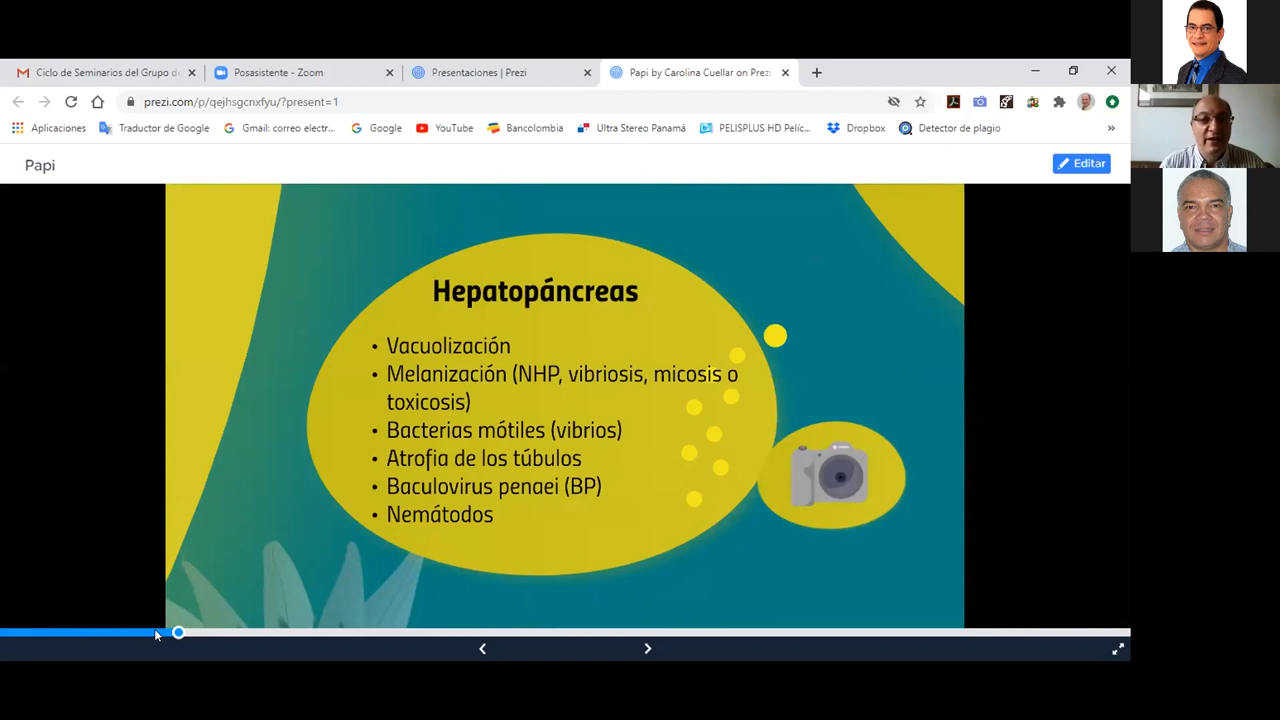 Ciclo de Seminarios del Grupo de
Posasistente - Zoom
Presentaciones | Prezi
Papi by Carolina Cuellar on Prezi
prezi.com/p/qejhsgcnxfyu/?present=1
Aplicaciones
Traductor de Google
Gmail: correo electr...
Google
YouTube
Bancolombia
Ultra Stereo Panamá
PELISPLUS HD Pelíc...
Dropbox
Detector de plagio
»
Papi
Editar
Hepatopáncreas
• Vacuolización
• Melanización (NHP, vibriosis, micosis o
toxicosis)
• Bacterias mótiles (vibrios)
• Atrofia de los túbulos
• Baculovirus penaei (BP)
• Nemátodos